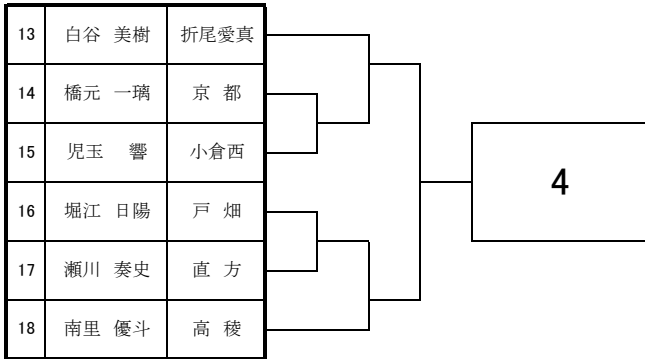 13 白谷 美樹 折尾愛真
14 橋元 一璃 京 都
15 児玉 響 小倉西
16 堀江 日陽 戸 畑
17 瀬川 奏史 直 方
18 南里 優斗 高 稜
4